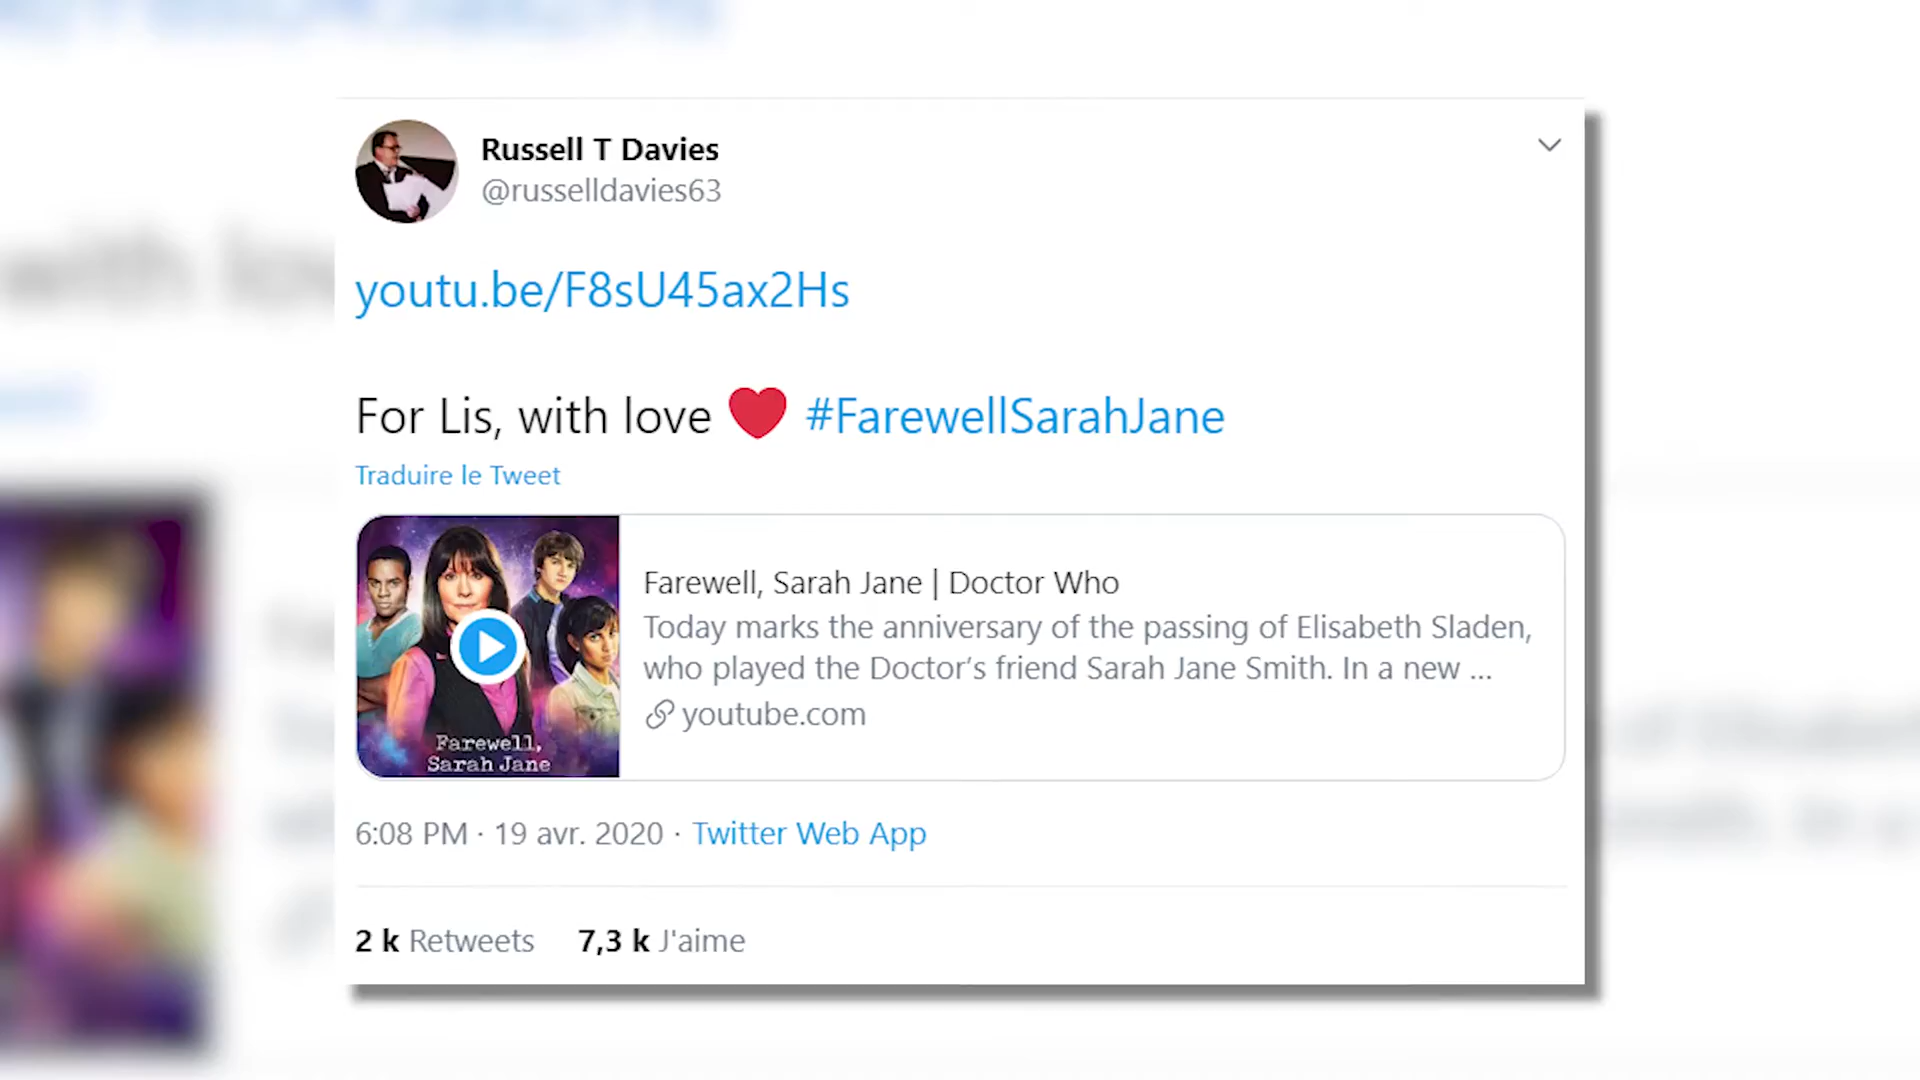 Russell T Davies
@russelldavies63
youtu.be/F8sU45ax2Hs
For Lis, with love ❤️ #FarewellSarahJane
Traduire le Tweet
Farewell,
Sarah Jane
Farewell, Sarah Jane | Doctor Who
Today marks the anniversary of the passing of Elisabeth Sladen,
who played the Doctor’s friend Sarah Jane Smith. In a new ...
youtube.com
6:08 PM · 19 avr. 2020 · Twitter Web App
2 k Retweets 7,3 k J'aime